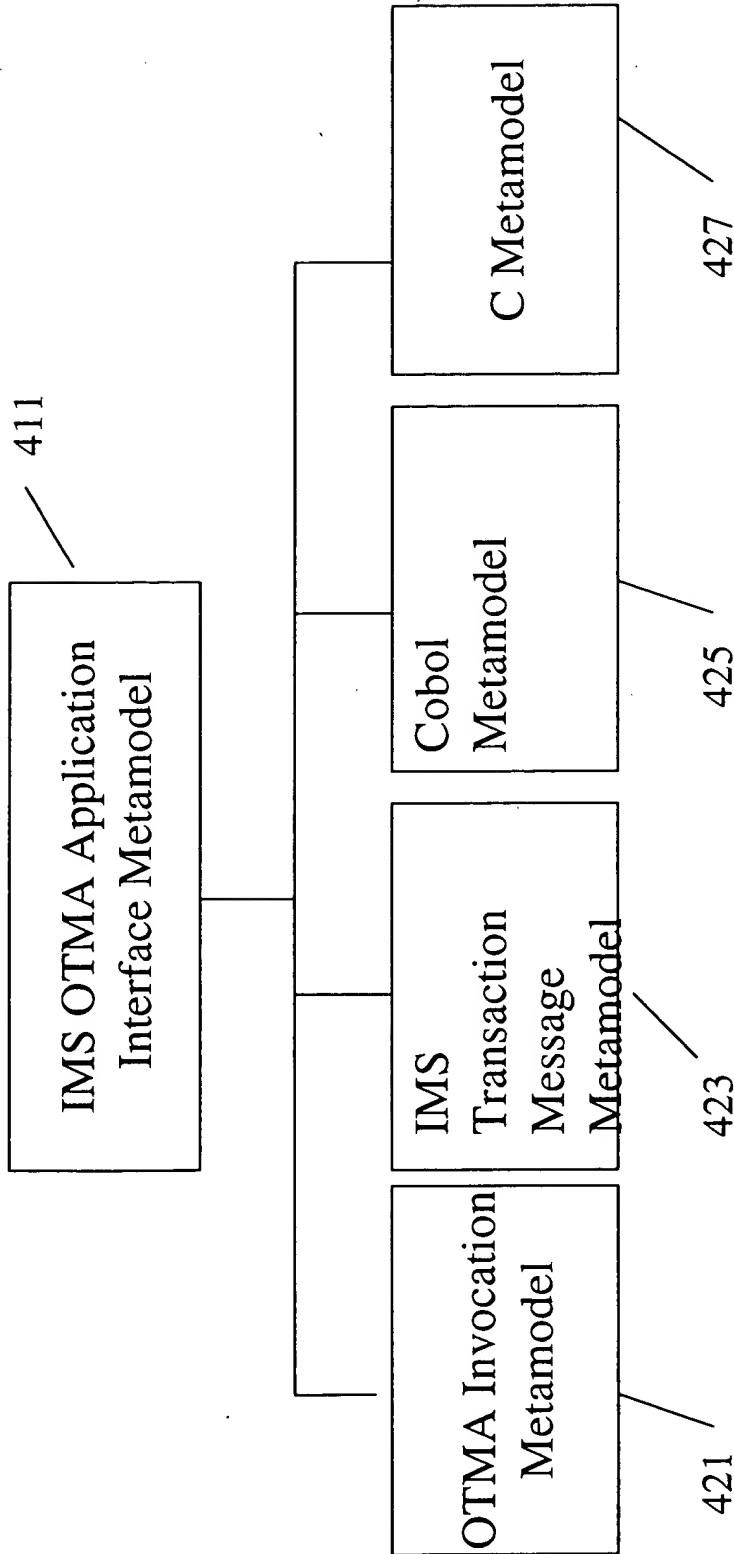 IMS OTMA Application
Interface Metamodel
411
OTMA Invocation
Metamodel
421
IMS
Transaction
Message
Metamodel
423
Cobol
Metamodel
425
C Metamodel
427